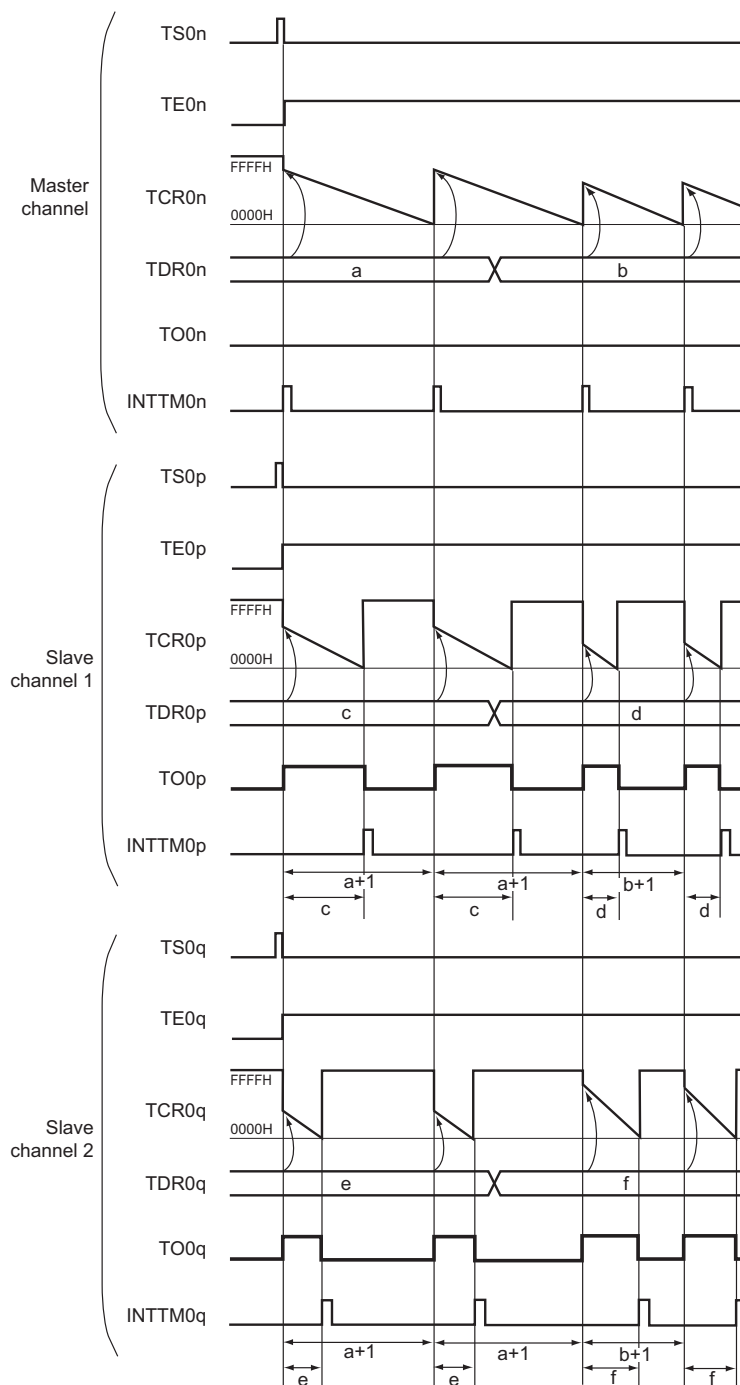 TS0n
TE0n
FFFFH
Master
channel
TCR0n
0000H
TDR0n
a
b
TO0n
INTTM0n
TS0p
TE0p
FFFFH
TCR0p
Slave
channel 1
0000H
TDR0p
c
d
TO0p
INTTM0p
a+1
a+1
b+1
c
c
d
d
TS0q
TE0q
FFFFH
TCR0q
Slave
channel 2
0000H
TDR0q
e
f
TO0q
INTTM0q
a+1
a+1
b+1
e
e
f
f